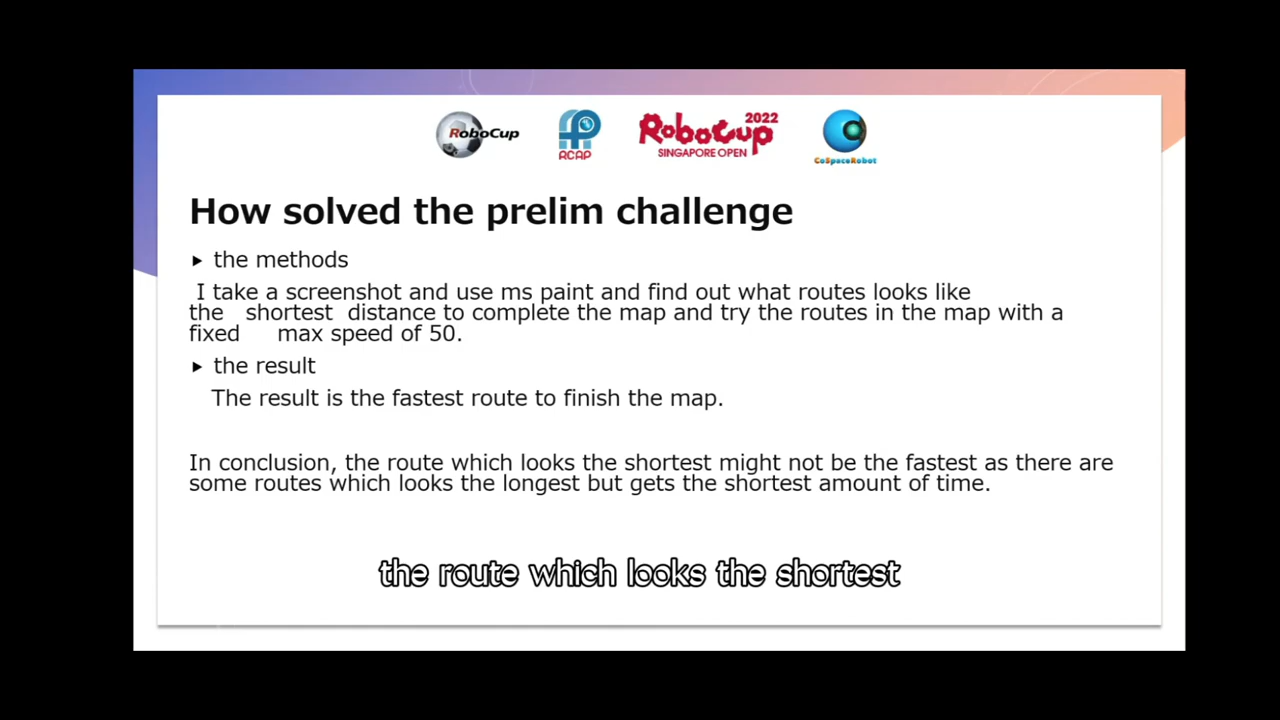 RoboCup
RCAP
RoboCup 2022
SINGAPORE OPEN
CoSpaceRobot
How solved the prelim challenge
the methods
I take a screenshot and use ms paint and find out what routes looks like
the shortest distance to complete the map and try the routes in the map with a
fixed max speed of 50.
the result
The result is the fastest route to finish the map.
In conclusion, the route which looks the shortest might not be the fastest as there are
some routes which looks the longest but gets the shortest amount of time.
the route which looks the shortest